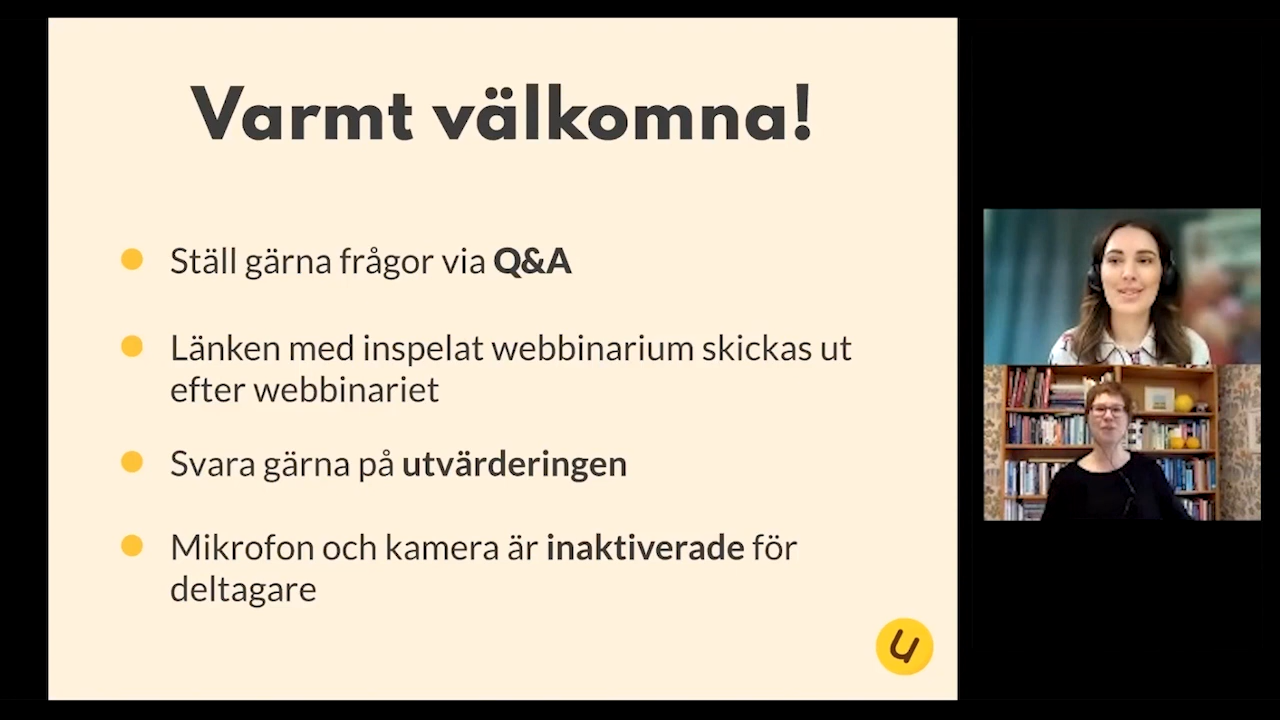 Varmt välkomna!
Ställ gärna frågor via Q&A
Länken med inspelat webbinarium skickas ut
efter webbinariet
Svara gärna på utvärderingen
Mikrofon och kamera är inaktiverade för
deltagare